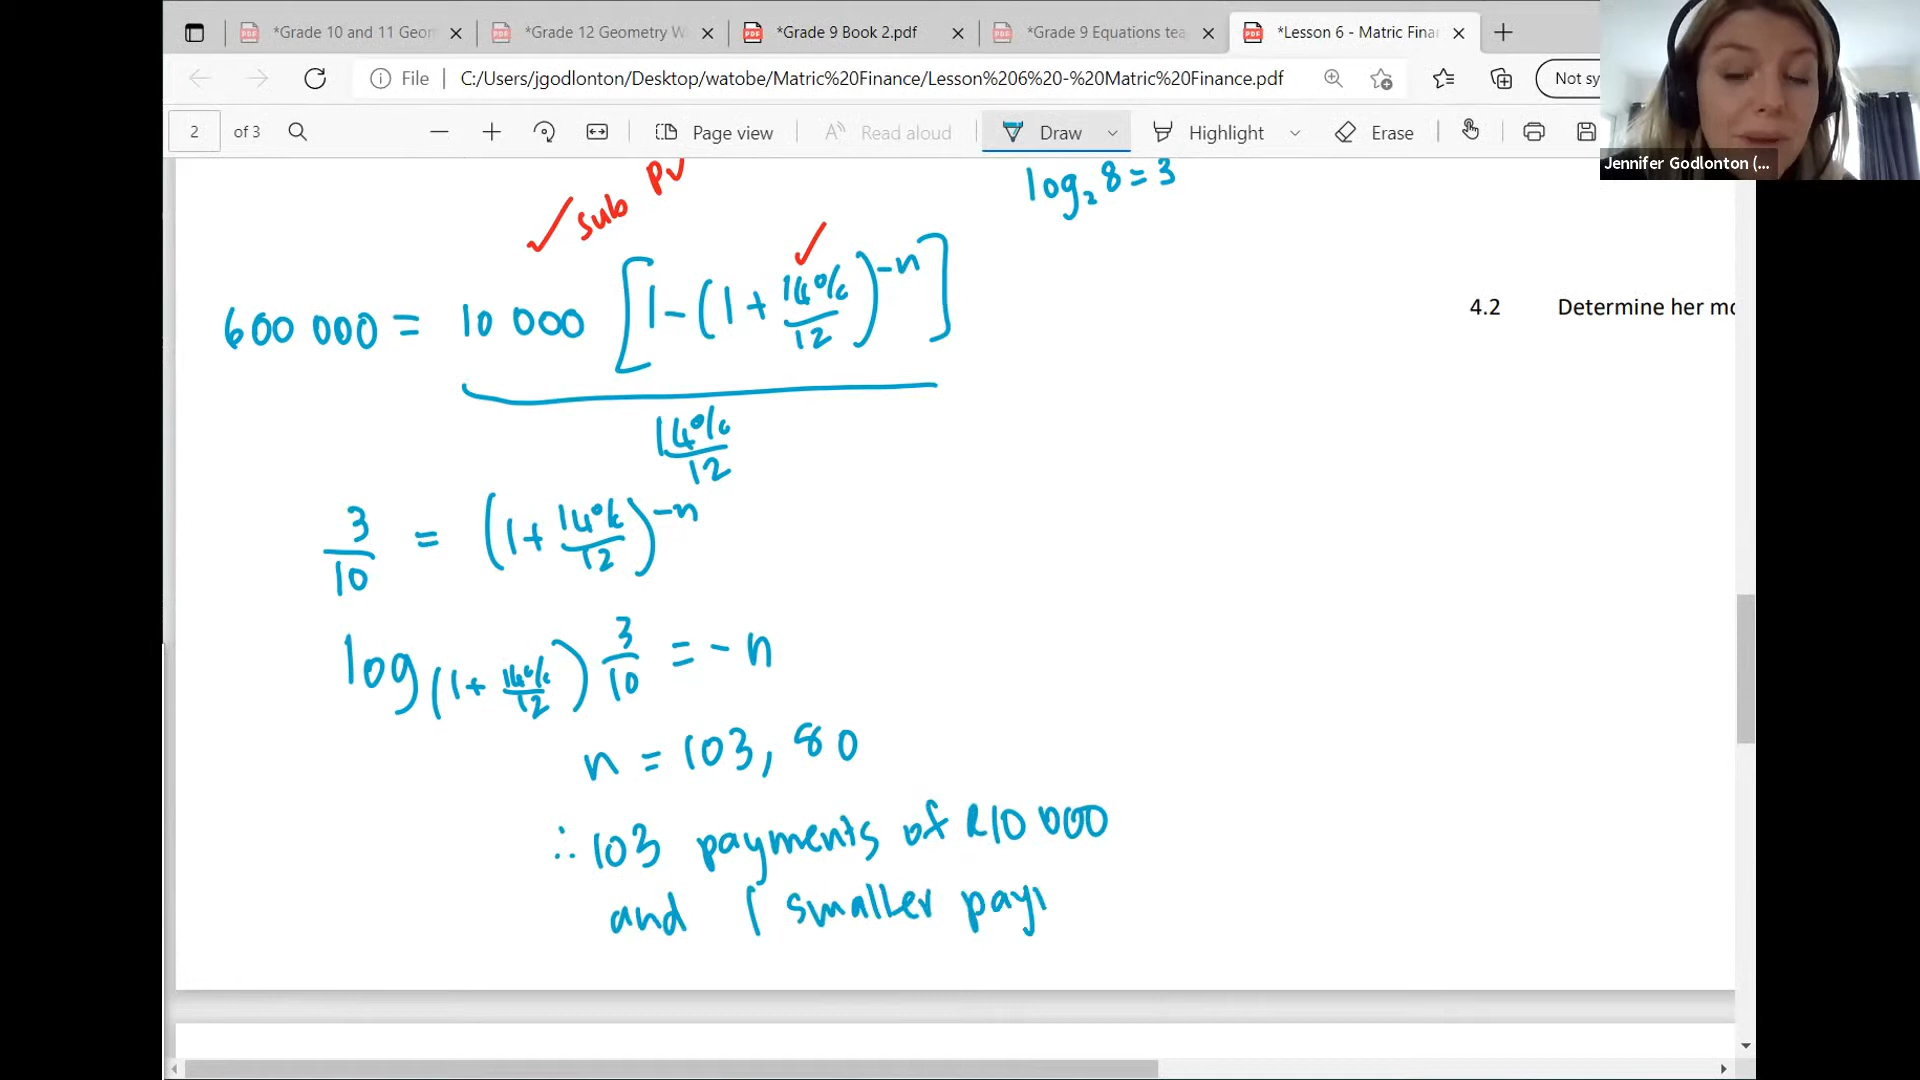 *Grade 10 and 11 Geom
*Grade 12 Geometry W
*Grade 9 Book 2.pdf
*Grade 9 Equations tea
*Lesson 6 - Matric Finan
File C:/Users/jgodlonton/Desktop/watobe/Matric%20Finance/Lesson%206%20-%20Matric%20Finance.pdf Not sy
2 of 3 Page view Read aloud Draw Highlight Erase
Jennifer Godlonton (...
✓ sub Pv
log₂ 8 = 3
✓
600 000 = 10 000 [1 - (1 + 14%/12)^-n]
14%/12
4.2 Determine her mo
3/10 = (1 + 14%/12)^-n
log (1 + 14%/12) 3/10 = -n
n = 103,80
∴ 103 payments of R10 000
and 1 smaller pay